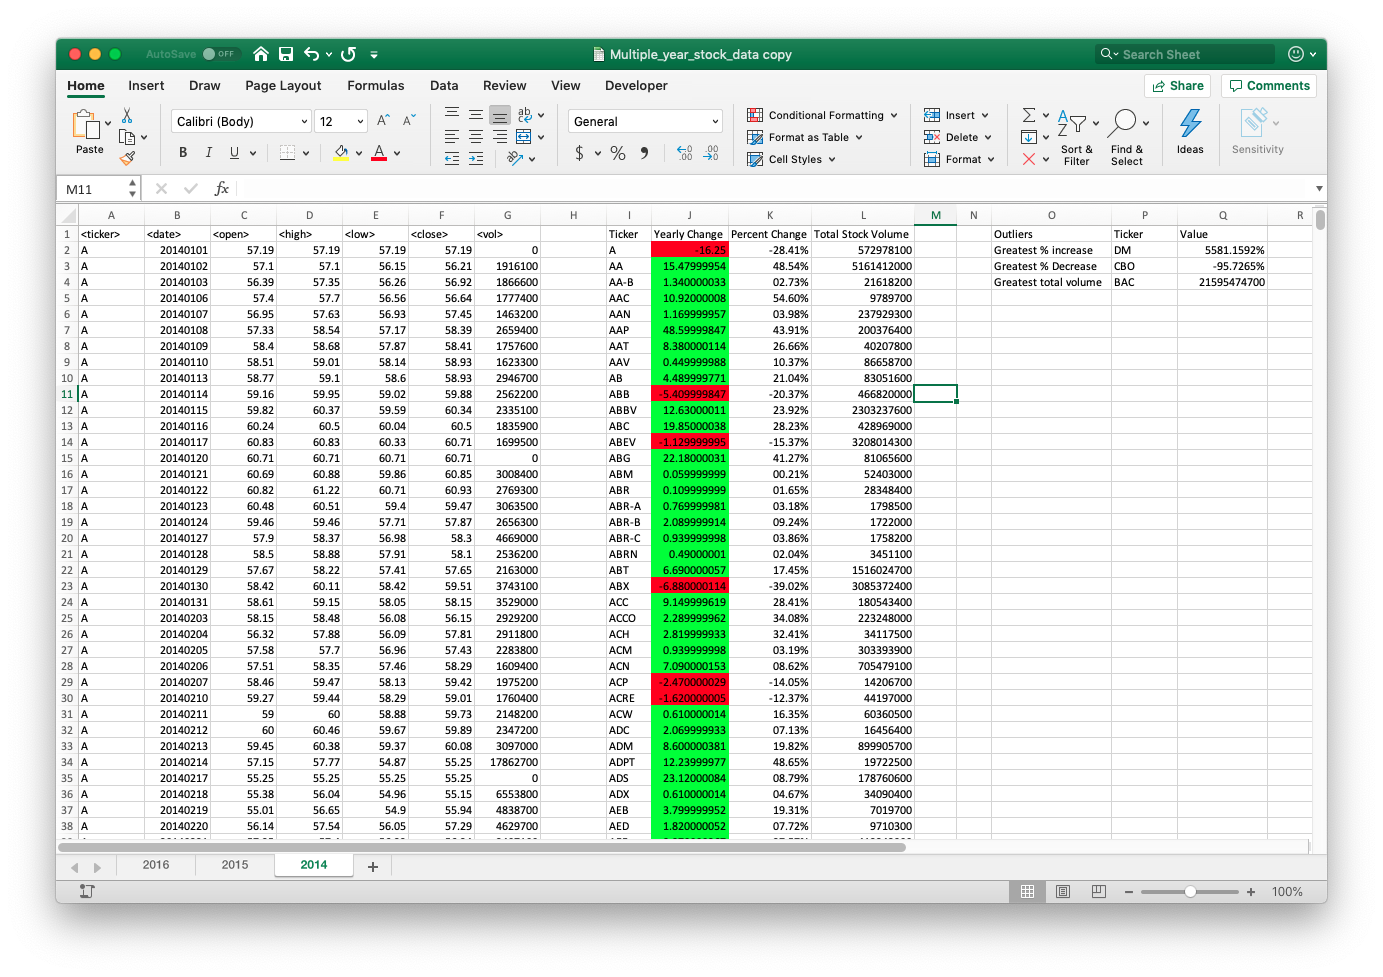 AutoSave OFF Multiple_year_stock_data copy Search Sheet
Home Insert Draw Page Layout Formulas Data Review View Developer Share Comments
Paste Calibri (Body) 12 General Conditional Formatting Insert
B I U $ % Format as Table Delete
Cell Styles Format Sort & Filter Find & Select Ideas Sensitivity
M11 fx
A B C D E F G H I J K L M N O P Q R
1 <ticker> <date> <open> <high> <low> <close> <vol> Ticker Yearly Change Percent Change Total Stock Volume Outliers Ticker Value
2 A 20140101 57.19 57.19 57.19 57.19 0 A -16.25 -28.41% 572978100 Greatest % increase DM 5581.1592%
3 A 20140102 57.1 57.1 56.15 56.21 1916100 AA 15.47999954 48.54% 5161412000 Greatest % Decrease CBO -95.7265%
4 A 20140103 56.39 57.35 56.26 56.92 1866600 AA-B 1.340000033 02.73% 21618200 Greatest total volume BAC 21595474700
5 A 20140106 57.4 57.7 56.56 56.64 1777400 AAC 10.92000008 54.60% 9789700
6 A 20140107 56.95 57.63 56.93 57.45 1463200 AAN 1.169999957 03.98% 237929300
7 A 20140108 57.33 58.54 57.17 58.39 2659400 AAP 48.59999847 43.91% 200376400
8 A 20140109 58.4 58.68 57.87 58.41 1757600 AAT 8.380000114 26.66% 40207800
9 A 20140110 58.51 59.01 58.14 58.93 1623300 AAV 0.449999988 10.37% 86658700
10 A 20140113 58.77 59.1 58.6 58.93 2946700 AB 4.489999771 21.04% 83051600
11 A 20140114 59.16 59.95 59.02 59.88 2562200 ABB -5.409999847 -20.37% 466820000
12 A 20140115 59.82 60.37 59.59 60.34 2335100 ABBV 12.63000011 23.92% 2303237600
13 A 20140116 60.24 60.5 60.04 60.5 1835900 ABC 19.85000038 28.23% 428969000
14 A 20140117 60.83 60.83 60.33 60.71 1699500 ABEV -1.129999995 -15.37% 3208014300
15 A 20140120 60.71 60.71 60.71 60.71 0 ABG 22.18000031 41.27% 81065600
16 A 20140121 60.69 60.88 59.86 60.85 3008400 ABM 0.059999999 00.21% 52403000
17 A 20140122 60.82 61.22 60.71 60.93 2769300 ABR 0.109999999 01.65% 28348400
18 A 20140123 60.48 60.51 59.4 59.47 3063500 ABR-A 0.769999981 03.18% 1798500
19 A 20140124 59.46 59.46 57.71 57.87 2656300 ABR-B 2.089999914 09.24% 1722000
20 A 20140127 57.9 58.37 56.98 58.3 4669000 ABR-C 0.939999998 03.86% 1758200
21 A 20140128 58.5 58.88 57.91 58.1 2536200 ABRN 0.49000001 02.04% 3451100
22 A 20140129 57.67 58.22 57.41 57.65 2163000 ABT 6.690000057 17.45% 1516024700
23 A 20140130 58.42 60.11 58.42 59.51 3743100 ABX -6.880000114 -39.02% 3085372400
24 A 20140131 58.61 59.15 58.05 58.15 3529000 ACC 9.149999619 28.41% 180543400
25 A 20140203 58.15 58.48 56.08 56.15 2929200 ACCO 2.289999962 34.08% 223248000
26 A 20140204 56.32 57.88 56.09 57.81 2911800 ACH 2.819999933 32.41% 34117500
27 A 20140205 57.58 57.7 56.96 57.43 2283800 ACM 0.939999998 03.19% 303393900
28 A 20140206 57.51 58.35 57.46 58.29 1609400 ACN 7.090000153 08.62% 705479100
29 A 20140207 58.46 59.47 58.13 59.42 1975200 ACP -2.470000029 -14.05% 14206700
30 A 20140210 59.27 59.44 58.29 59.01 1760400 ACRE -1.620000005 -12.37% 44197000
31 A 20140211 59 60 58.88 59.73 2148200 ACW 0.610000014 16.35% 60360500
32 A 20140212 60 60.46 59.67 59.89 2347200 ADC 2.069999933 07.13% 16456400
33 A 20140213 59.45 60.38 59.37 60.08 3097000 ADM 8.600000381 19.82% 899905700
34 A 20140214 57.15 57.77 54.87 55.25 17862700 ADPT 12.23999977 48.65% 19722500
35 A 20140217 55.25 55.25 55.25 55.25 0 ADS 23.12000084 08.79% 178760600
36 A 20140218 55.38 56.04 54.96 55.15 6553800 ADX 0.610000014 04.67% 34090400
37 A 20140219 55.01 56.65 54.9 55.94 4838700 AEB 3.799999952 19.31% 7019700
38 A 20140220 56.14 57.54 56.05 57.29 4629700 AED 1.820000052 07.72% 9710300
2016 2015 2014 +
100%